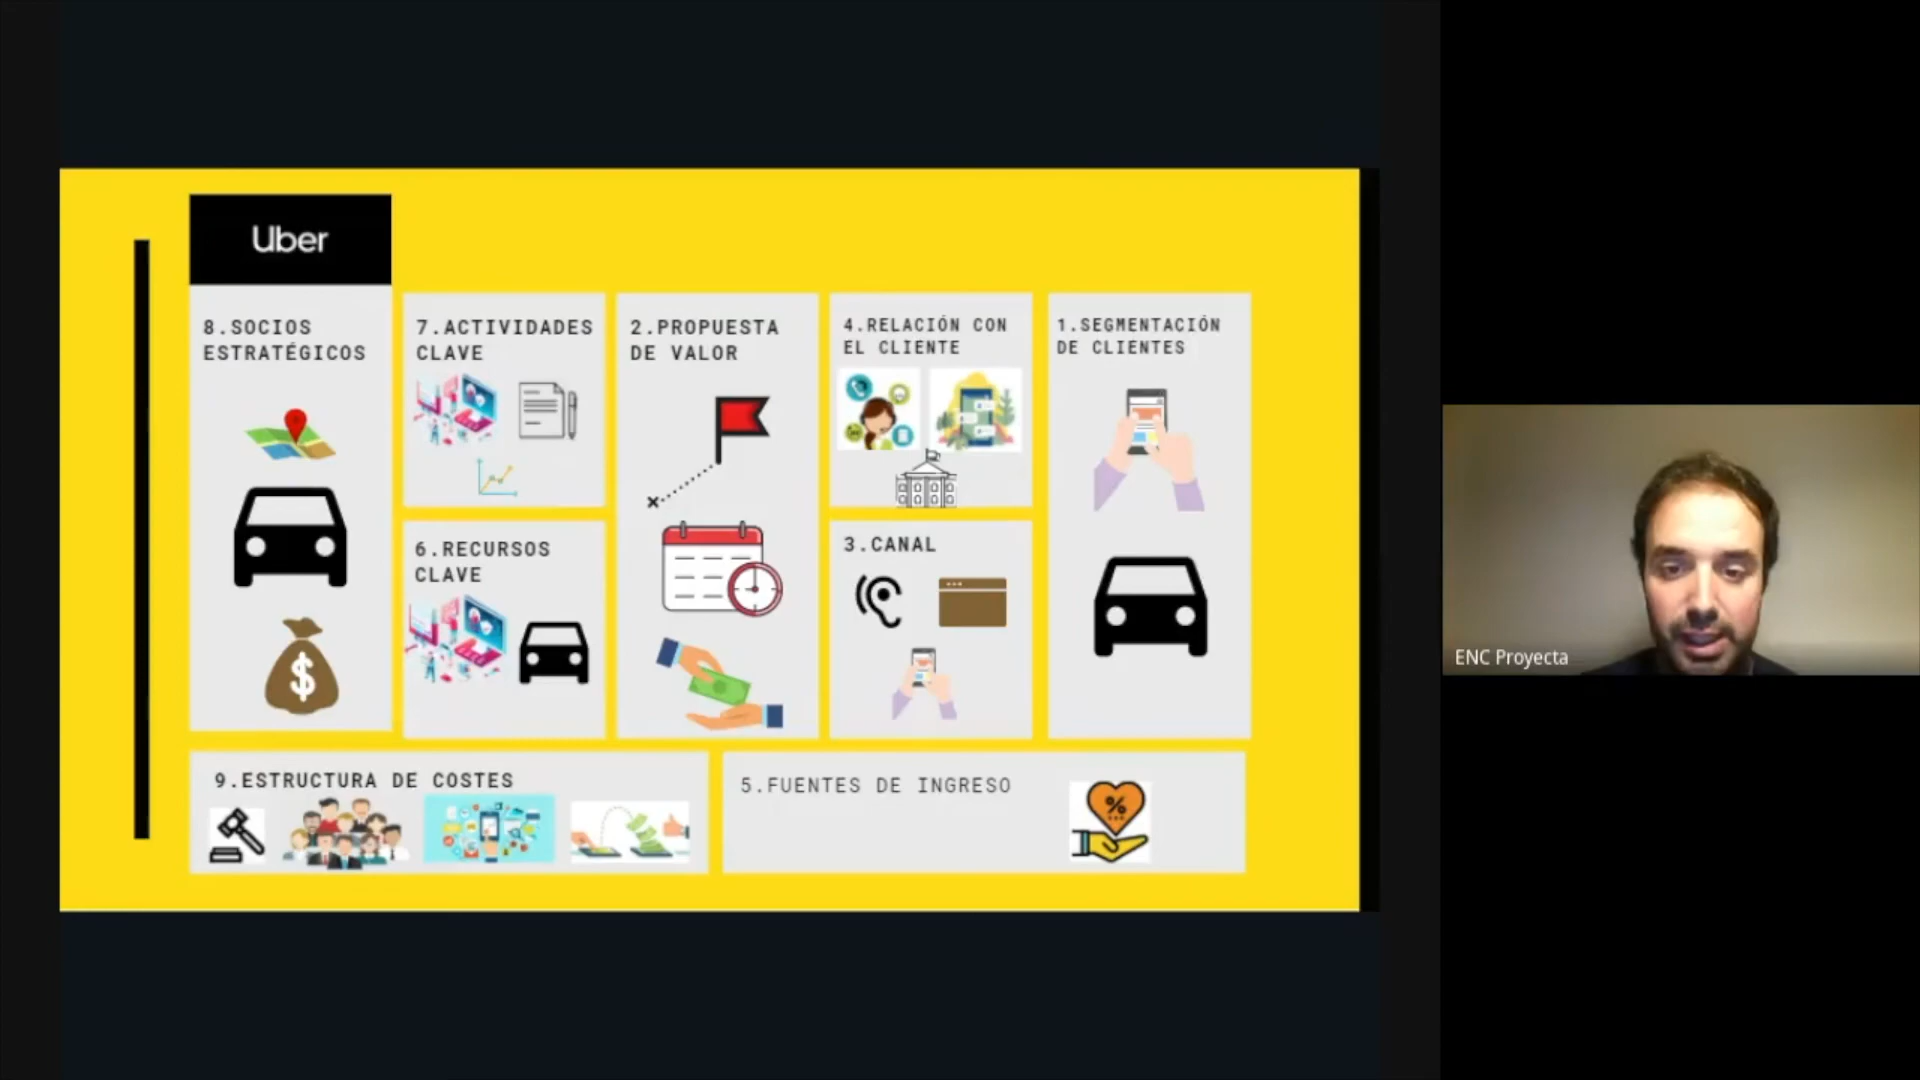 Uber
8.SOCIOS
ESTRATÉGICOS
7.ACTIVIDADES
CLAVE
2.PROPUESTA
DE VALOR
4.RELACIÓN CON
EL CLIENTE
1.SEGMENTACIÓN
DE CLIENTES
6.RECURSOS
CLAVE
3.CANAL
$
9.ESTRUCTURA DE COSTES
5.FUENTES DE INGRESO
%
ENC Proyecta